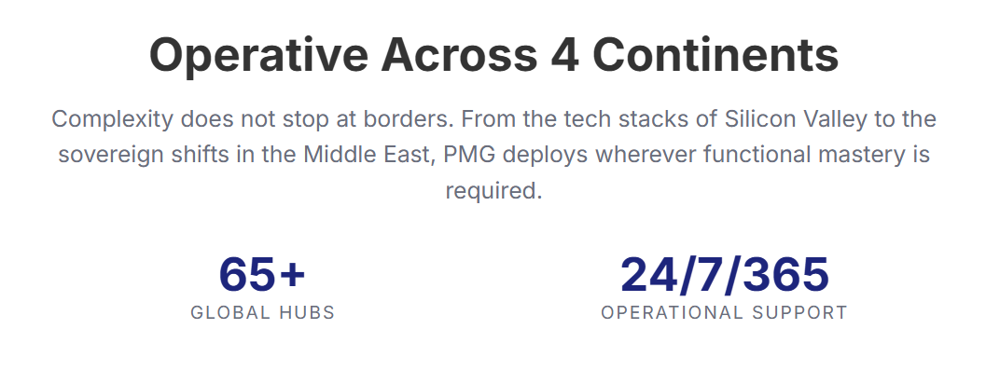 Operative Across 4 Continents
Complexity does not stop at borders. From the tech stacks of Silicon Valley to the
sovereign shifts in the Middle East, PMG deploys wherever functional mastery is
required.
65+
24/7/365
GLOBAL HUBS
OPERATIONAL SUPPORT